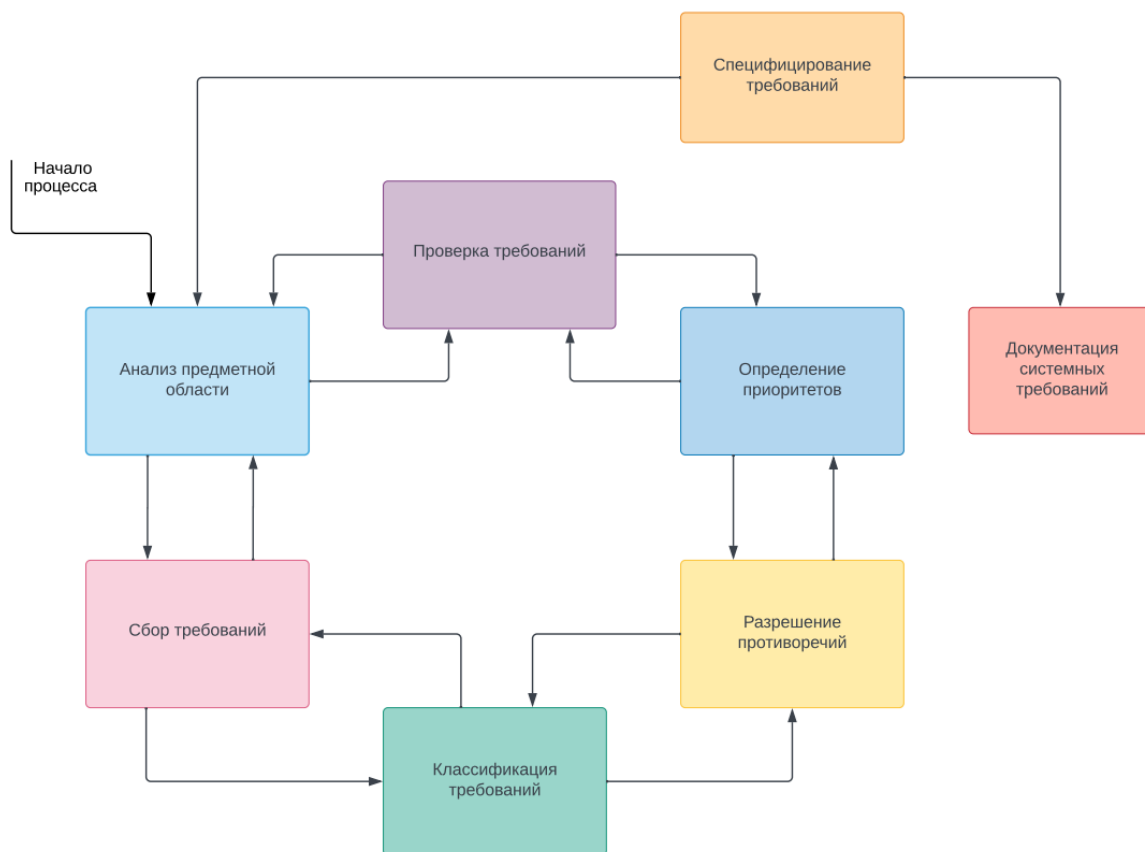 Специфицирование
требований
Начало
процесса
Проверка требований
Анализ предметной
области
Определение
приоритетов
Документация
системных
требований
Сбор требований
Разрешение
противоречий
Классификация
требований